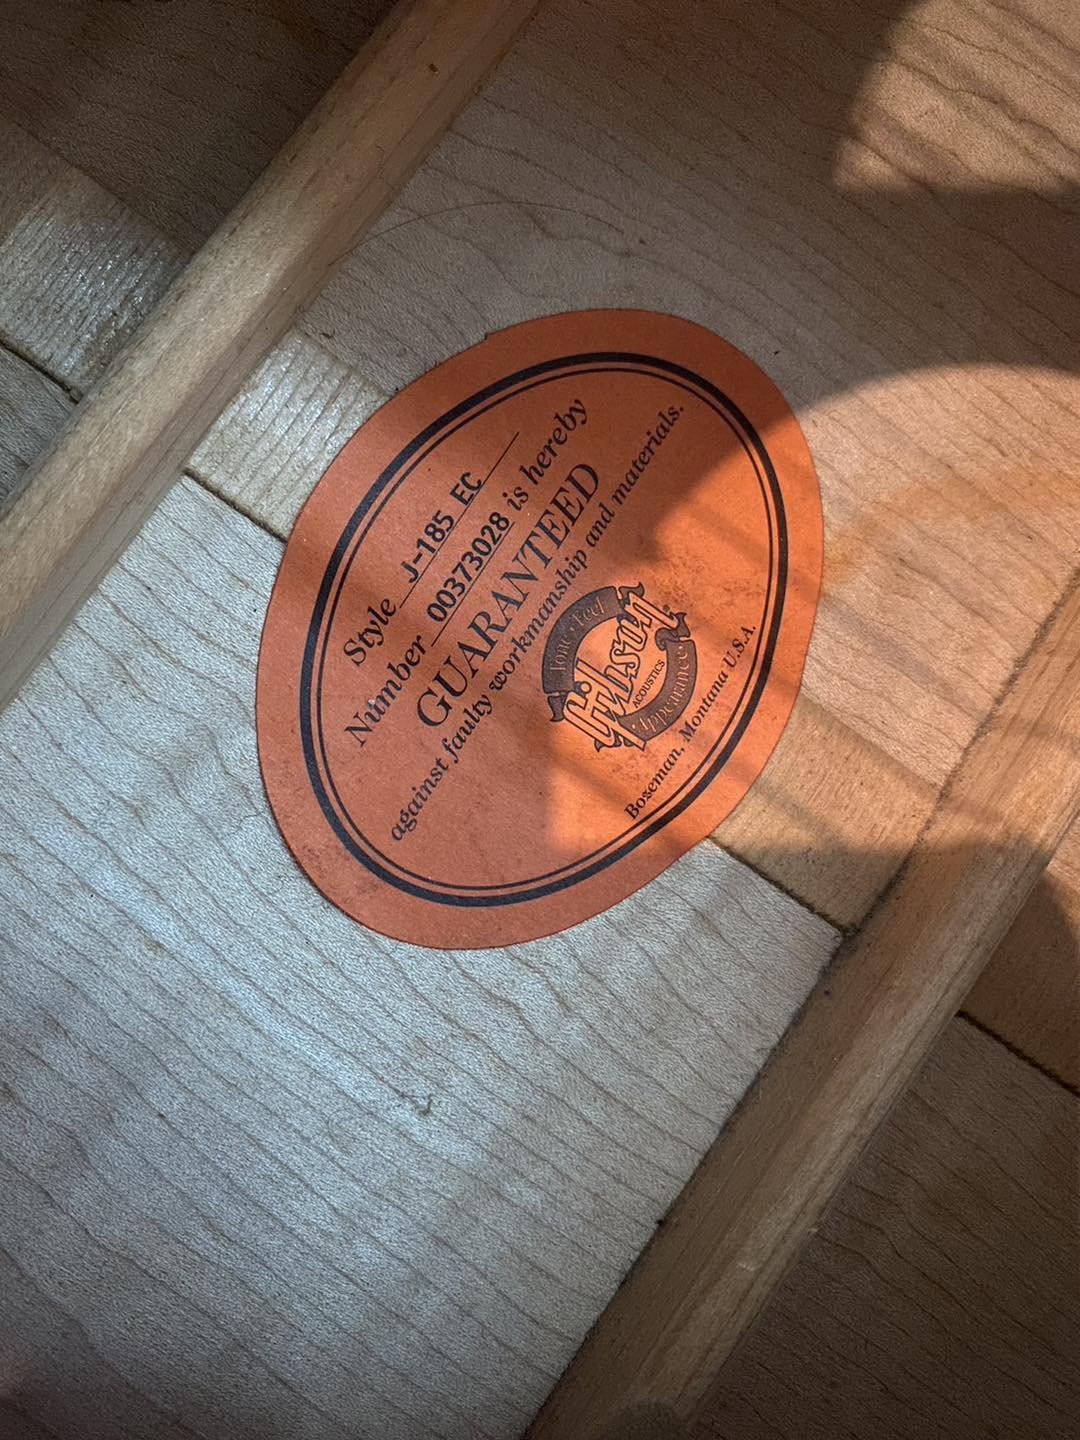 Style J-185 EC
Number 00373028 is hereby
GUARANTEED
against faulty workmanship and materials.
Tone • Feel
Gibson
ACOUSTICS
• Appearance •
Bozeman, Montana U.S.A.